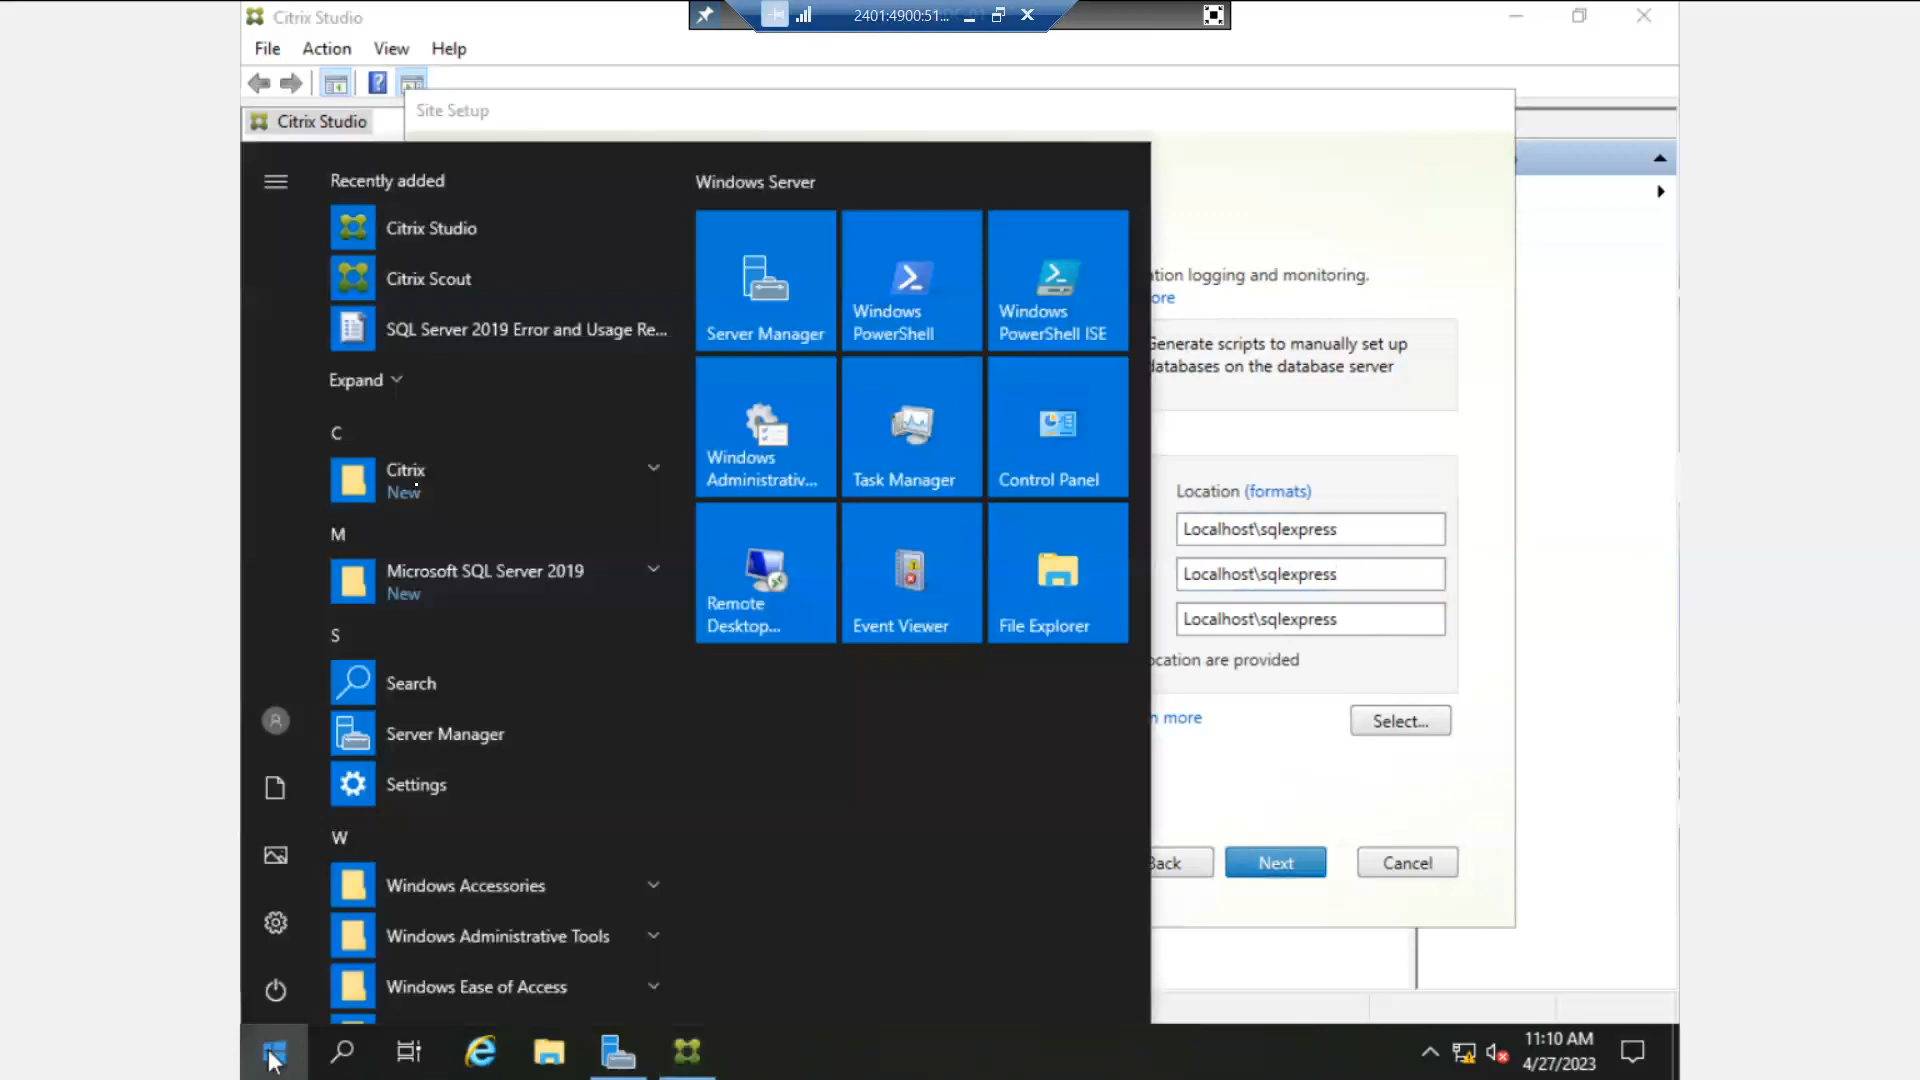 Citrix Studio
2401:4900:51...
File Action View Help
Site Setup
Citrix Studio
Recently added
Citrix Studio
Citrix Scout
SQL Server 2019 Error and Usage Re...
Expand
C
Citrix
New
M
Microsoft SQL Server 2019
New
S
Search
Server Manager
Settings
W
Windows Accessories
Windows Administrative Tools
Windows Ease of Access
Windows Server
Server Manager
Windows
PowerShell
Windows
PowerShell ISE
Windows
Administrativ...
Task Manager
Control Panel
Remote
Desktop...
Event Viewer
File Explorer
logging and monitoring.
ore
Generate scripts to manually set up
databases on the database server
Location (formats)
Localhost\sqlexpress
Localhost\sqlexpress
Localhost\sqlexpress
ocation are provided
more
Select...
Back
Next
Cancel
11:10 AM
4/27/2023